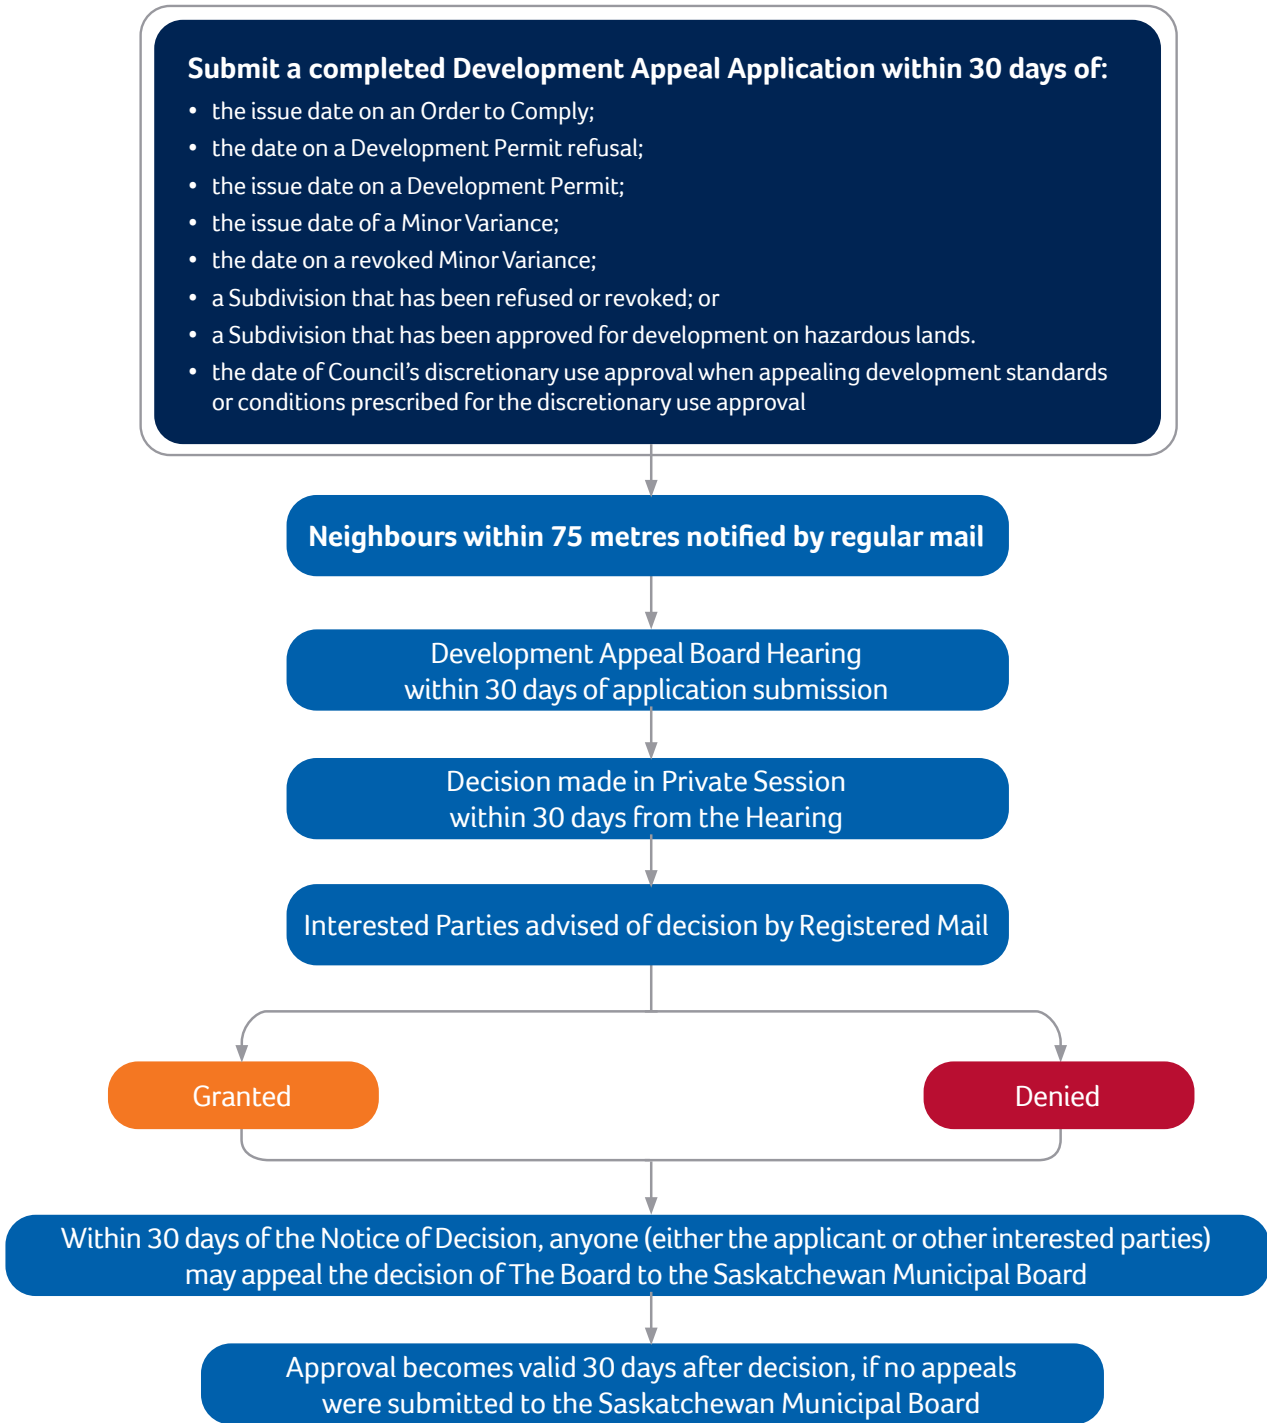 Submit a completed Development Appeal Application within 30 days of:
• the issue date on an Order to Comply;
• the date on a Development Permit refusal;
• the issue date on a Development Permit;
• the issue date of a Minor Variance;
• the date on a revoked Minor Variance;
• a Subdivision that has been refused or revoked; or
• a Subdivision that has been approved for development on hazardous lands.
• the date of Council’s discretionary use approval when appealing development standards
or conditions prescribed for the discretionary use approval
Neighbours within 75 metres notified by regular mail
Development Appeal Board Hearing
within 30 days of application submission
Decision made in Private Session
within 30 days from the Hearing
Interested Parties advised of decision by Registered Mail
Granted
Denied
Within 30 days of the Notice of Decision, anyone (either the applicant or other interested parties)
may appeal the decision of The Board to the Saskatchewan Municipal Board
Approval becomes valid 30 days after decision, if no appeals
were submitted to the Saskatchewan Municipal Board